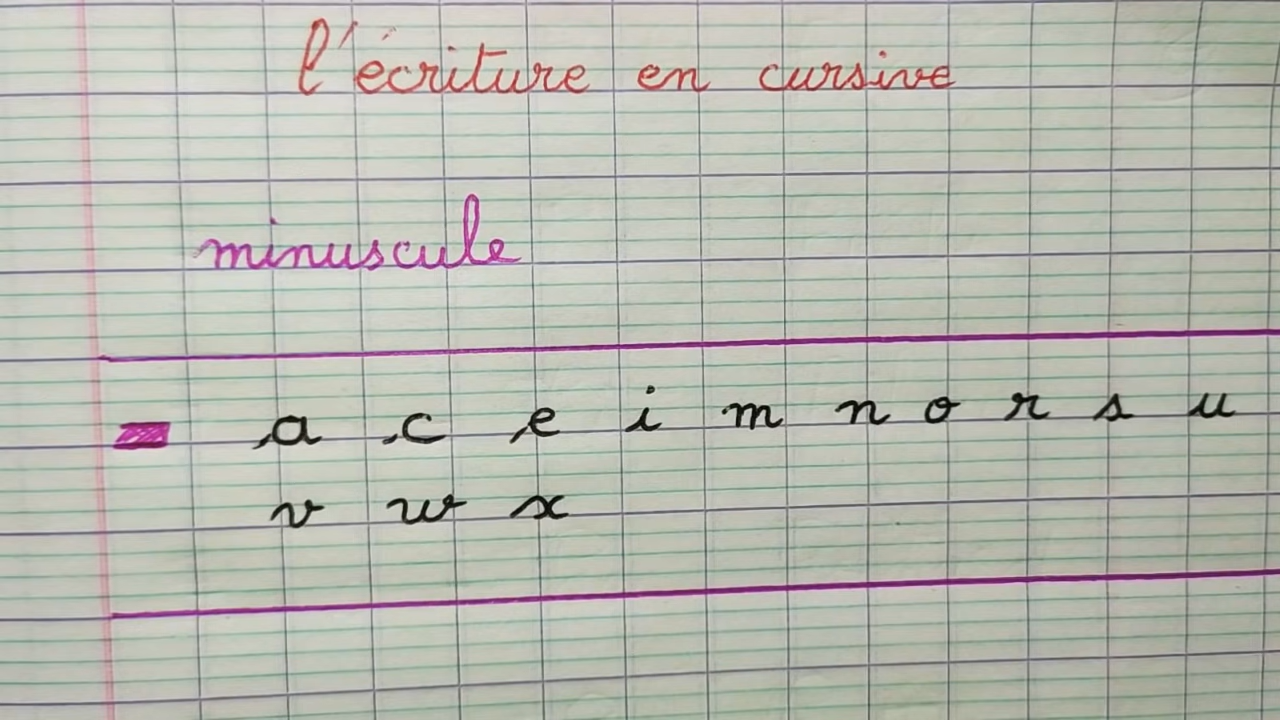 l'écriture en cursive
minuscule
a c e i m n o r s u
v w x